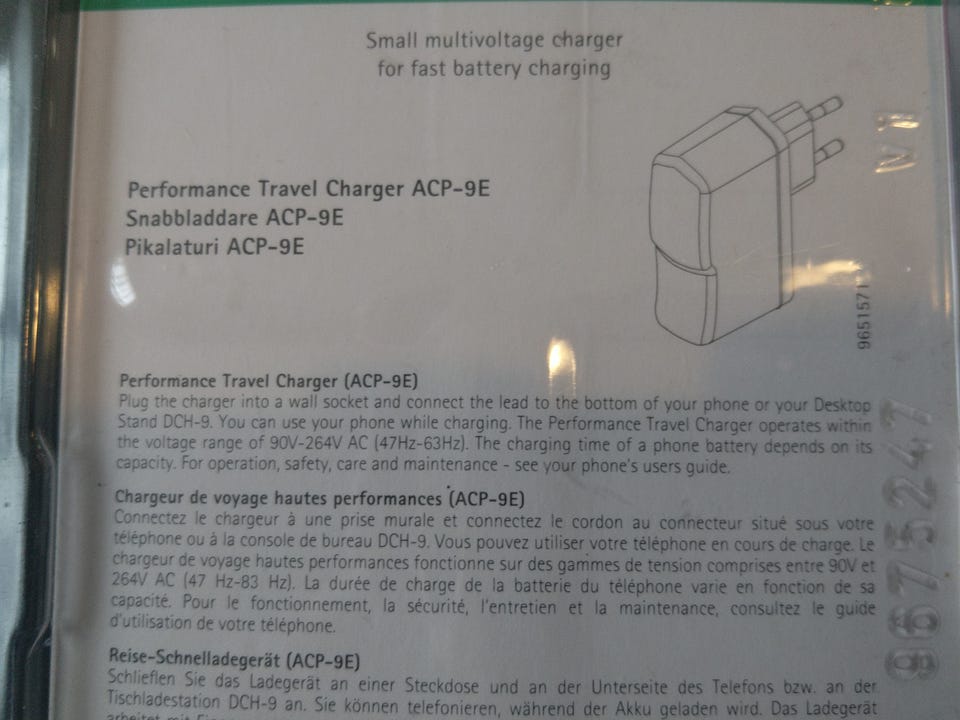 Small multivoltage charger
for fast battery charging
Performance Travel Charger ACP-9E
Snabbladdare ACP-9E
Pikalaturi ACP-9E
V1
9651571
Performance Travel Charger (ACP-9E)
Plug the charger into a wall socket and connect the lead to the bottom of your phone or your Desktop
Stand DCH-9. You can use your phone while charging. The Performance Travel Charger operates within
the voltage range of 90V-264V AC (47Hz-63Hz). The charging time of a phone battery depends on its
capacity. For operation, safety, care and maintenance - see your phone's users guide.
Chargeur de voyage hautes performances (ACP-9E)
Connectez le chargeur à une prise murale et connectez le cordon au connecteur situé sous votre
téléphone ou à la console de bureau DCH-9. Vous pouvez utiliser votre téléphone en cours de charge. Le
chargeur de voyage hautes performances fonctionne sur des gammes de tension comprises entre 90V et
264V AC (47 Hz-83 Hz). La durée de charge de la batterie du téléphone varie en fonction de sa
capacité. Pour le fonctionnement, la sécurité, l'entretien et la maintenance, consultez le guide
d'utilisation de votre téléphone.
9675247
Reise-Schnelladegerät (ACP-9E)
Schließen Sie das Ladegerät an einer Steckdose und an der Unterseite des Telefons bzw. an der
Tischladestation DCH-9 an. Sie können telefonieren, während der Akku geladen wird. Das Ladegerät
arbeitet mit